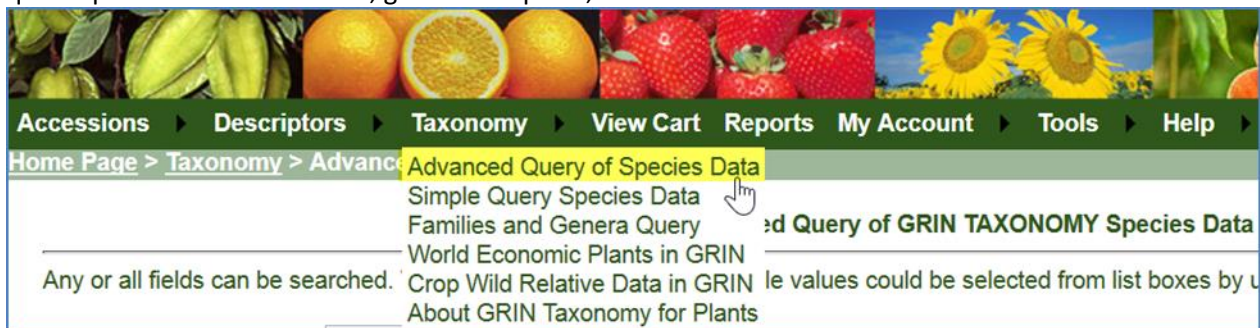 Accessions Descriptors Taxonomy View Cart Reports My Account Tools Help
Home Page > Taxonomy > Advanc
Advanced Query of Species Data
Simple Query Species Data
Families and Genera Query
ed Query of GRIN TAXONOMY Species Data
World Economic Plants in GRIN
Any or all fields can be searched.
Crop Wild Relative Data in GRIN
le values could be selected from list boxes by u
About GRIN Taxonomy for Plants